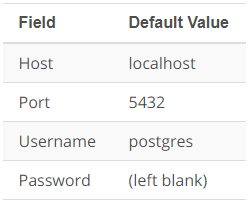 Field Default Value
Host localhost
Port 5432
Username postgres
Password (left blank)